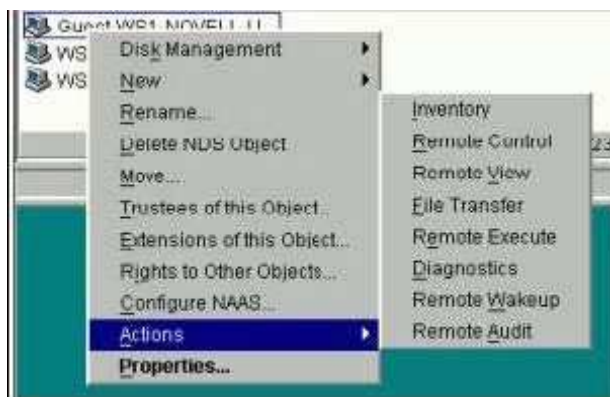 Guest WS1 NOVELL
WS
WS
Disk Management
New
Rename...
Delete NDS Object
Move...
Trustees of this Object...
Extensions of this Object...
Rights to Other Objects...
Configure NAAS...
Actions
Properties...
Inventory
Remote Control
Remote View
File Transfer
Remote Execute
Diagnostics
Remote Wakeup
Remote Audit
23